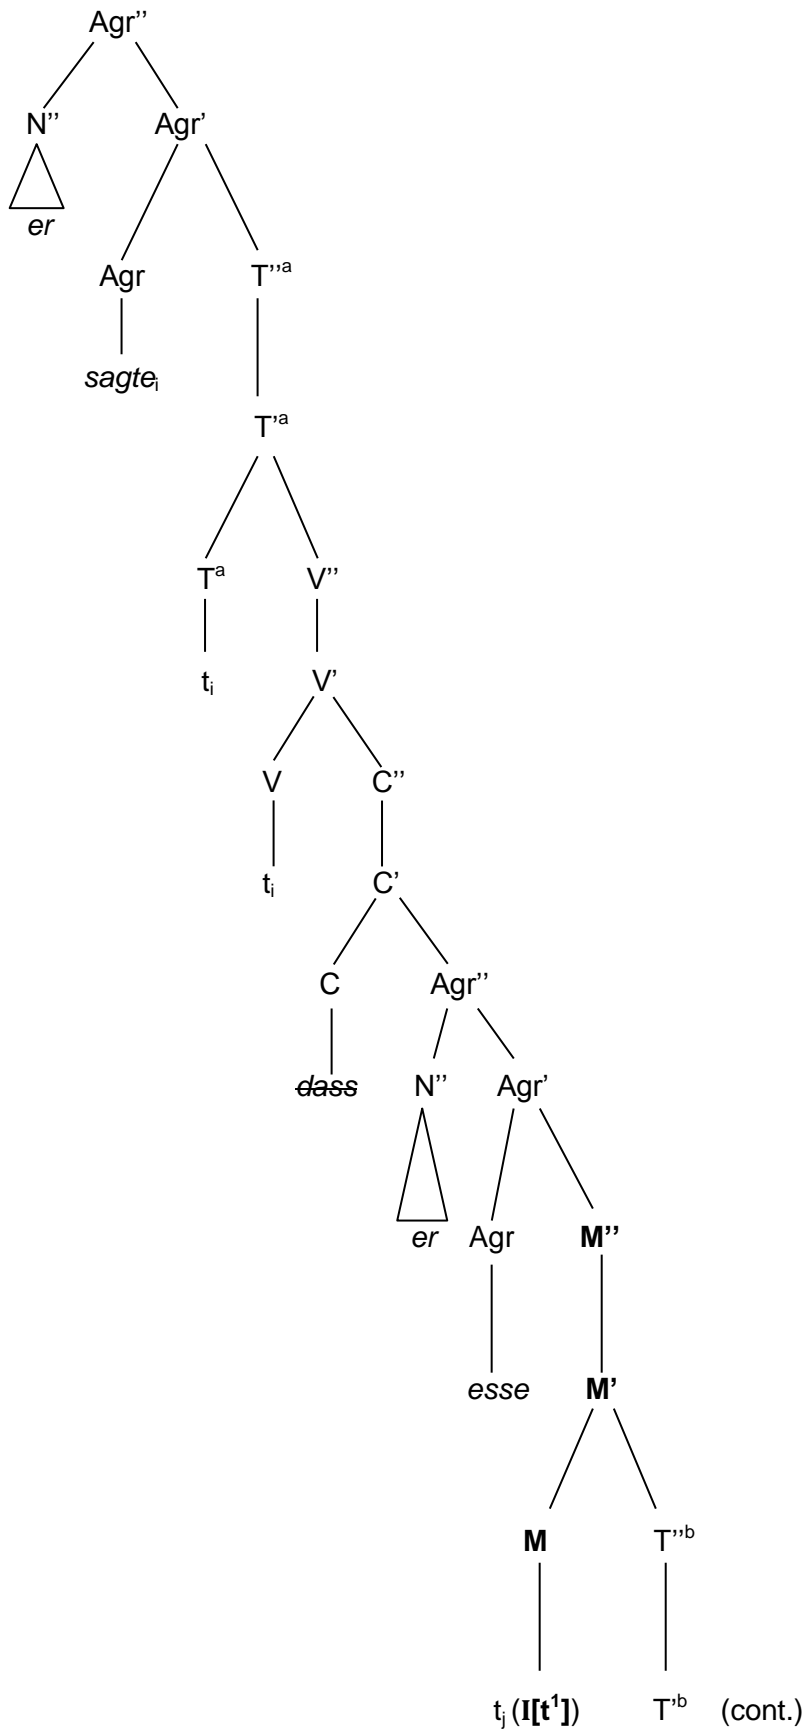 Agr’’
N’’ Agr’
er
Agr T’’ᵃ
sagteᵢ
T’ᵃ
Tᵃ V’’
tᵢ V’
V C’’
tᵢ C’
C Agr’’
dass N’’ Agr’
er Agr M’’
esse M’
M T’’ᵇ
tⱼ (I[t¹]) T’ᵇ (cont.)